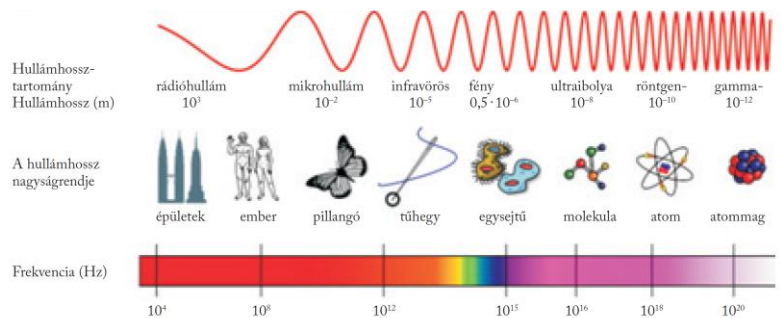 Hullámhossz-
tartomány
Hullámhossz (m)
rádióhullám mikrohullám infravörös fény ultraibolya röntgen- gamma-
10³ 10⁻² 10⁻⁵ 0,5 · 10⁻⁶ 10⁻⁸ 10⁻¹⁰ 10⁻¹²
A hullámhossz
nagyságrendje
épületek ember pillangó tűhegy egysejtű molekula atom atommag
Frekvencia (Hz)
10⁴ 10⁸ 10¹² 10¹⁵ 10¹⁶ 10¹⁸ 10²⁰